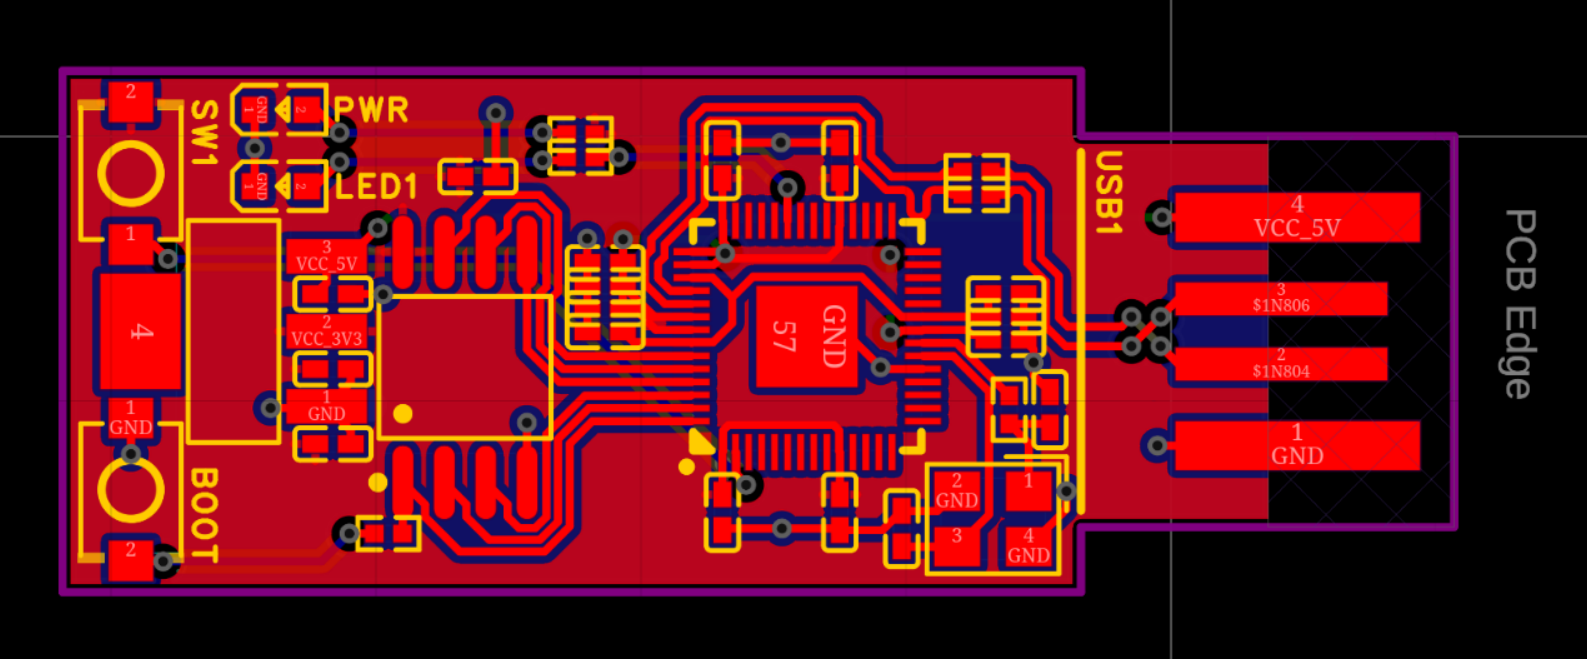 2
SW1
1
GND
2
PWR
1
GND
2
LED1
1
3
VCC_5V
2
VCC_3V3
4
1
GND
1
GND
BOOT
2
57
GND
2
GND
1
3
4
GND
USB1
4
VCC_5V
3
$1N806
2
$1N804
1
GND
PCB Edge